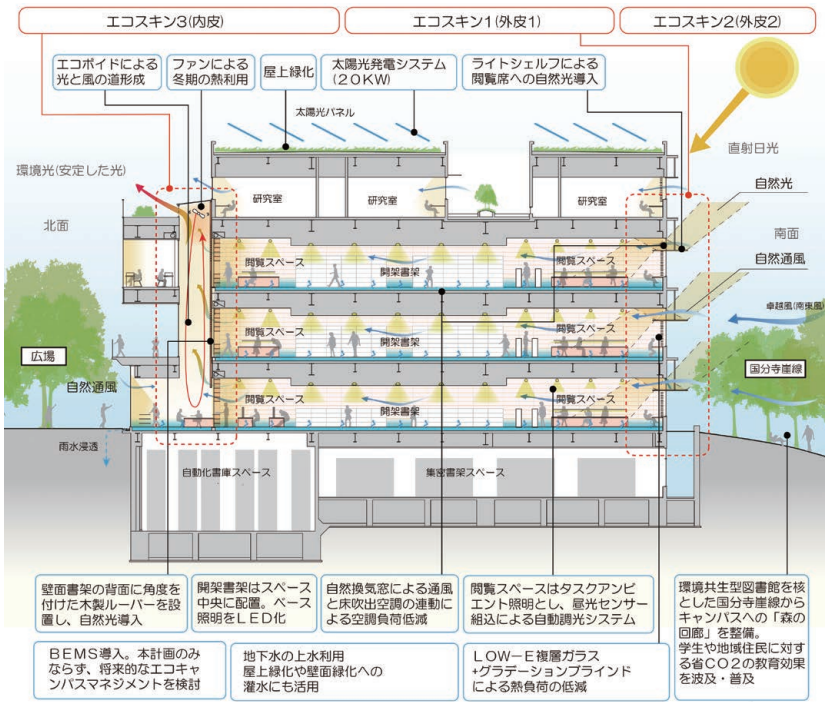 エコスキン3(内皮)
エコスキン1(外皮1)
エコスキン2(外皮2)
エコボイドによる
光と風の道形成
ファンによる
冬期の熱利用
屋上緑化
太陽光発電システム
(20KW)
ライトシェルフによる
閲覧席への自然光導入
太陽光パネル
直射日光
環境光(安定した光)
研究室
研究室
研究室
自然光
北面
南面
閲覧スペース
開架書架
閲覧スペース
自然通風
卓越風(南東風)
閲覧スペース
開架書架
閲覧スペース
広場
国分寺崖線
自然通風
閲覧スペース
開架書架
閲覧スペース
雨水浸透
自動化書庫スペース
集密書架スペース
壁面書架の背面に角度を
付けた木製ルーバーを設
置し、自然光導入
開架書架はスペース
中央に配置。ベース
照明をLED化
自然換気窓による通風
と床吹出空調の連動によ
る空調負荷低減
閲覧スペースはタスクアンビ
エント照明とし、昼光センサー
組込による自動調光システム
環境共生型図書館を核
とした国分寺崖線から
キャンパスへの「森の
回廊」を整備。
学生や地域住民に対す
る省CO2の教育効果
を波及・普及
BEMS導入。本計画のみ
ならず、将来的なエコキャ
ンパスマネジメントを検討
地下水の上水利用
屋上緑化や壁面緑化への
灌水にも活用
LOW-E複層ガラス
+グラデーションブラインド
による熱負荷の低減